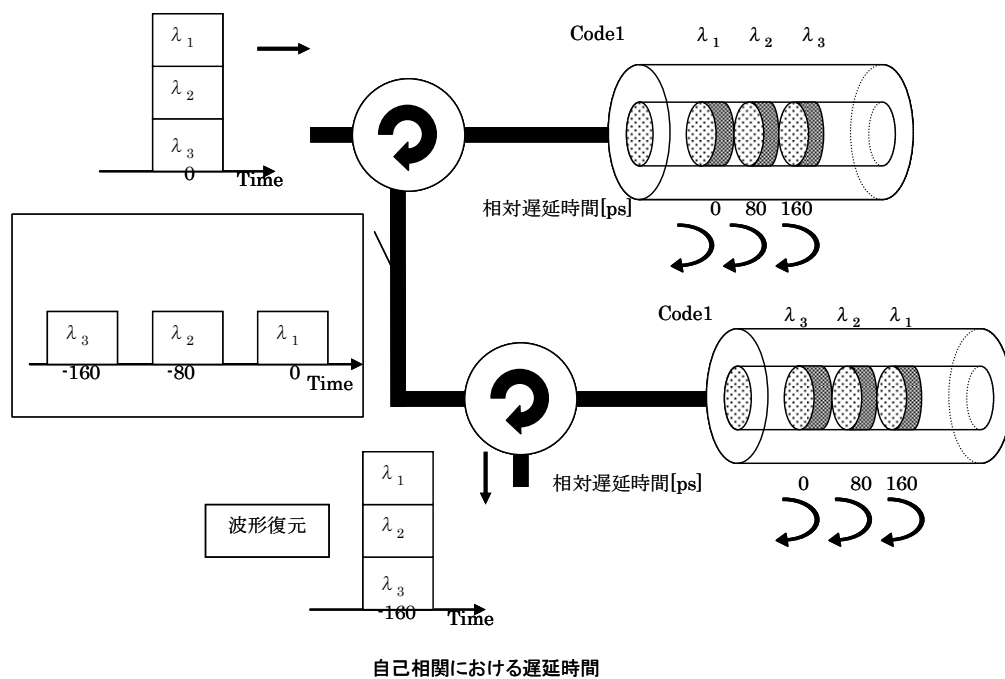 λ1
λ2
λ3
0
Time
Code1 λ1 λ2 λ3
相対遅延時間[ps]
0 80 160
λ3 λ2 λ1
-160 -80 0
Time
Code1 λ3 λ2 λ1
相対遅延時間[ps]
0 80 160
波形復元
λ1
λ2
λ3
-160
Time
自己相関における遅延時間